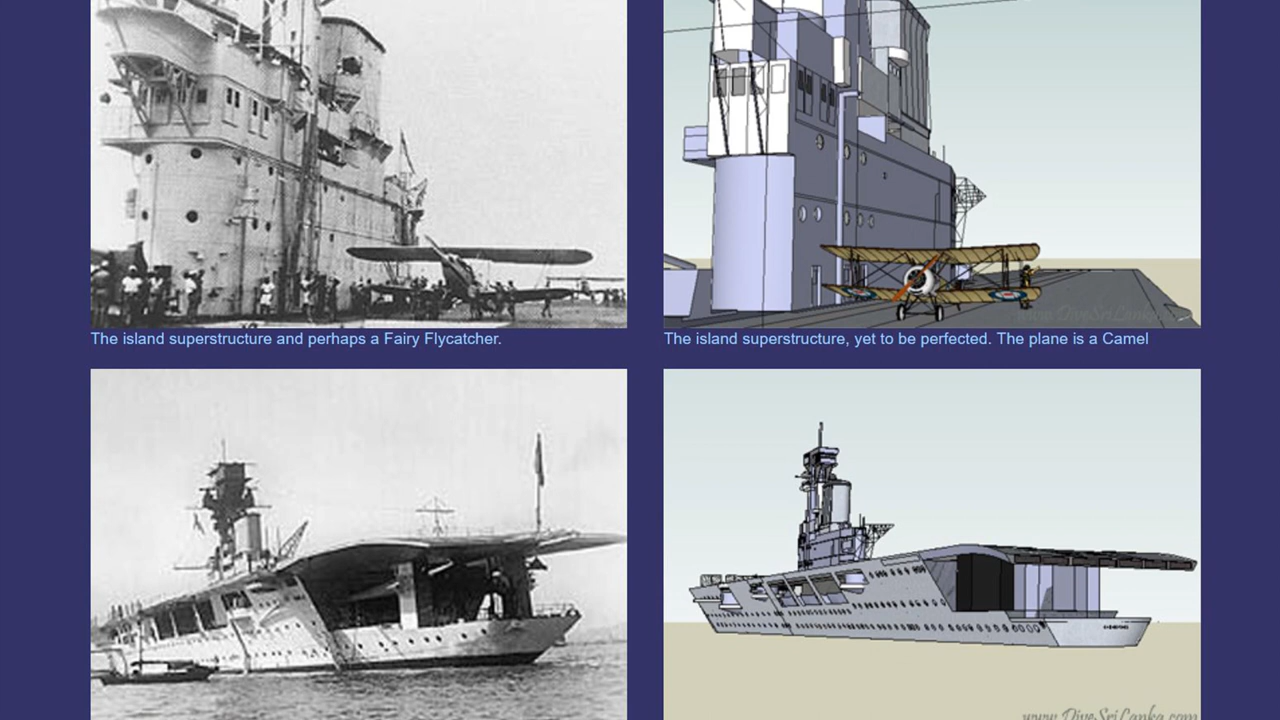 The island superstructure and perhaps a Fairy Flycatcher.
The island superstructure, yet to be perfected. The plane is a Camel
www.DiveSriLanka.com